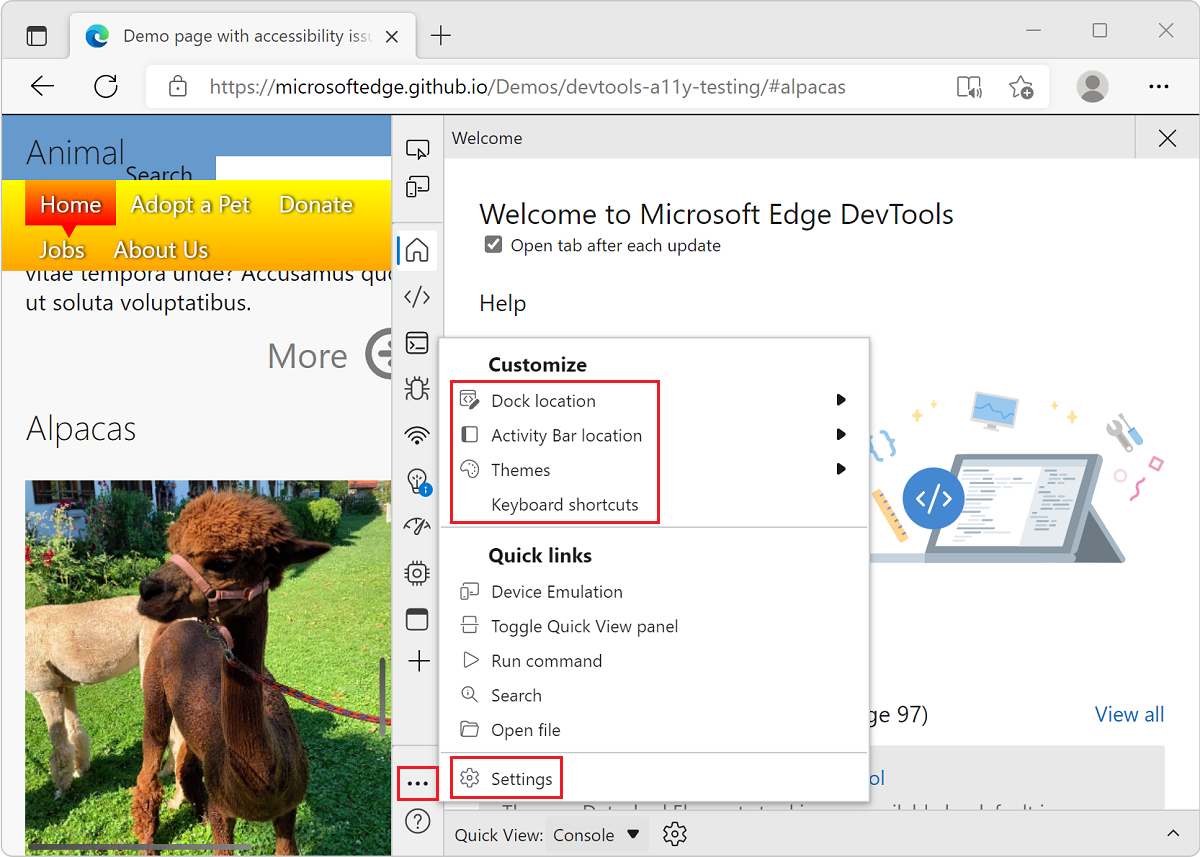 Demo page with accessibility issu
https://microsoftedge.github.io/Demos/devtools-a11y-testing/#alpacas
Animal
Search
Home Adopt a Pet Donate
Jobs About Us
vitae tempora unde? Accusamus quo
ut soluta voluptatibus.
More
Alpacas
Welcome
Welcome to Microsoft Edge DevTools
Open tab after each update
Help
Customize
Dock location
Activity Bar location
Themes
Keyboard shortcuts
Quick links
Device Emulation
Toggle Quick View panel
Run command
Search
Open file
Settings
ge 97)
View all
ol
Quick View: Console